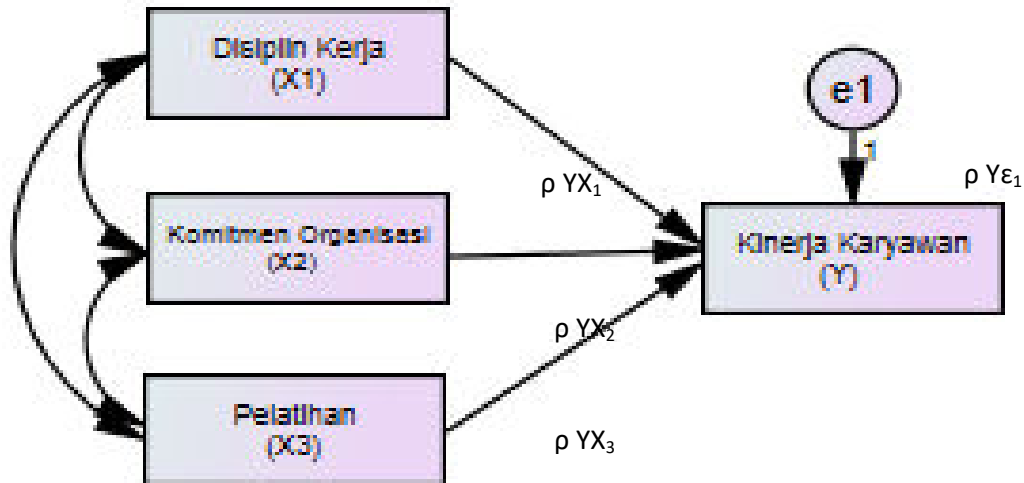 Disiplin Kerja
(X1)
e1
1
ρ YX₁
ρ Yε₁
Komitmen Organisasi
(X2)
Kinerja Karyawan
(Y)
ρ YX₂
Pelatihan
(X3)
ρ YX₃